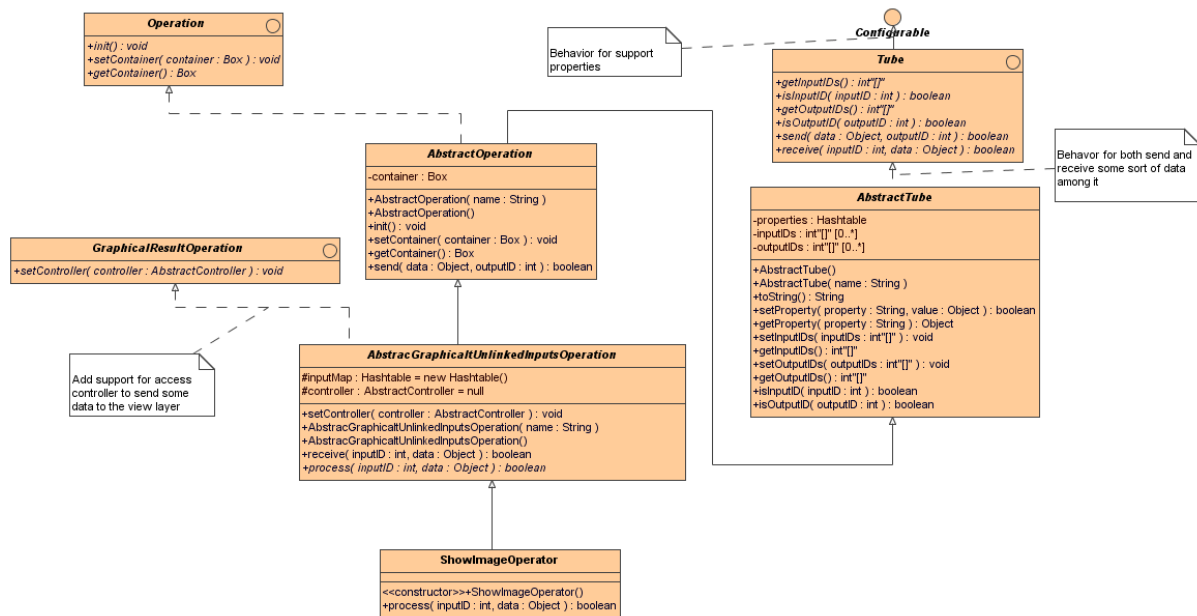 Operation
+init() : void
+setContainer( container : Box ) : void
+getContainer() : Box
Configurable
Behavior for support
properties
Tube
+getInputIDs() : int"[]"
+isInputID( inputID : int ) : boolean
+getOutputIDs() : int"[]"
+isOutputID( outputID : int ) : boolean
+send( data : Object, outputID : int ) : boolean
+receive( inputID : int, data : Object ) : boolean
Behavor for both send and
receive some sort of data
among it
AbstractOperation
-container : Box
+AbstractOperation( name : String )
+AbstractOperation()
+init() : void
+setContainer( container : Box ) : void
+getContainer() : Box
+send( data : Object, outputID : int ) : boolean
AbstractTube
-properties : Hashtable
-inputIDs : int"[]" [0..*]
-outputIDs : int"[]" [0..*]
+AbstractTube()
+AbstractTube( name : String )
+toString() : String
+setProperty( property : String, value : Object ) : boolean
+getProperty( property : String ) : Object
+setInputIDs( inputIDs : int"[]" ) : void
+getInputIDs() : int"[]"
+setOutputIDs( outputIDs : int"[]" ) : void
+getOutputIDs() : int"[]"
+isInputID( inputID : int ) : boolean
+isOutputID( outputID : int ) : boolean
GraphicalResultOperation
+setController( controller : AbstractController ) : void
Add support for access
controller to send some
data to the view layer
AbstracGraphicaltUnlinkedInputsOperation
#inputMap : Hashtable = new Hashtable()
#controller : AbstractController = null
+setController( controller : AbstractController ) : void
+AbstracGraphicaltUnlinkedInputsOperation( name : String )
+AbstracGraphicaltUnlinkedInputsOperation()
+receive( inputID : int, data : Object ) : boolean
+process( inputID : int, data : Object ) : boolean
ShowImageOperator
<<constructor>>+ShowImageOperator()
+process( inputID : int, data : Object ) : boolean